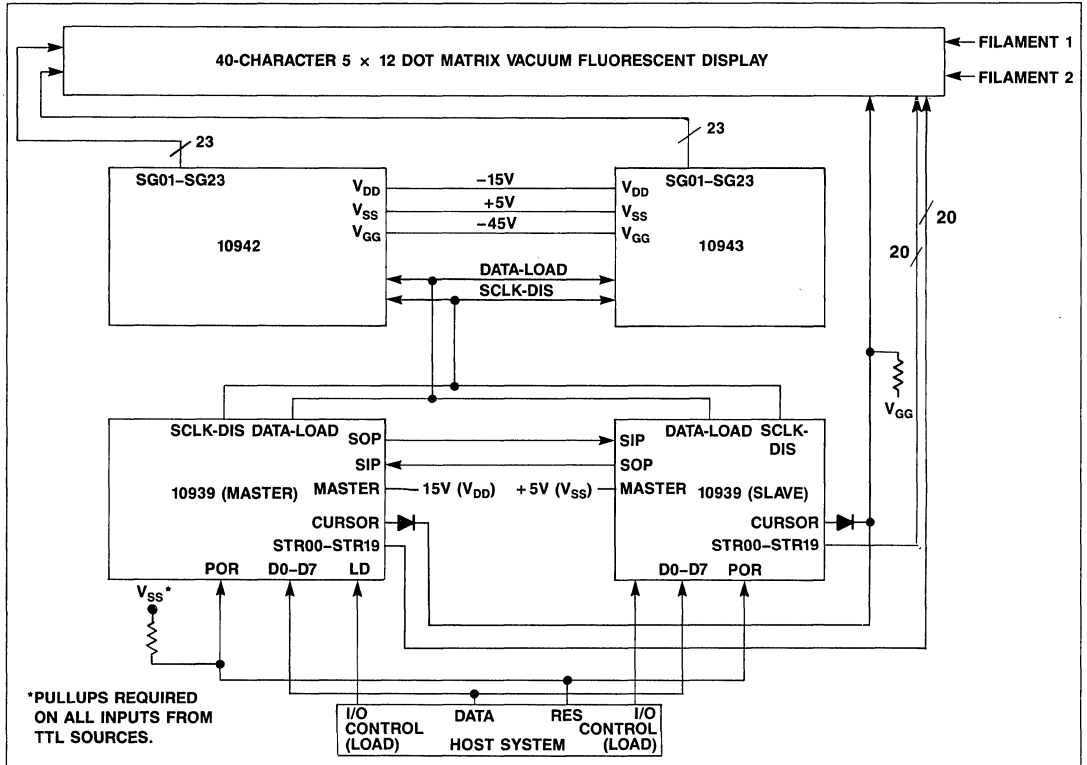 40-CHARACTER 5 × 12 DOT MATRIX VACUUM FLUORESCENT DISPLAY
FILAMENT 1
FILAMENT 2
23
23
SG01–SG23
VDD
VSS
VGG
10942
–15V
+5V
–45V
SG01–SG23
VDD
VSS
VGG
10943
DATA-LOAD
SCLK-DIS
20
20
VGG
SCLK-DIS DATA-LOAD
SOP
SIP
10939 (MASTER)
MASTER
CURSOR
STR00–STR19
POR
D0–D7
LD
– 15V (VDD)
+5V (VSS)
DATA-LOAD
SCLK-
DIS
SIP
SOP
MASTER
10939 (SLAVE)
CURSOR
STR00–STR19
D0–D7
POR
VSS*
*PULLUPS REQUIRED
ON ALL INPUTS FROM
TTL SOURCES.
I/O
CONTROL
(LOAD)
DATA
RES
I/O
CONTROL
(LOAD)
HOST SYSTEM